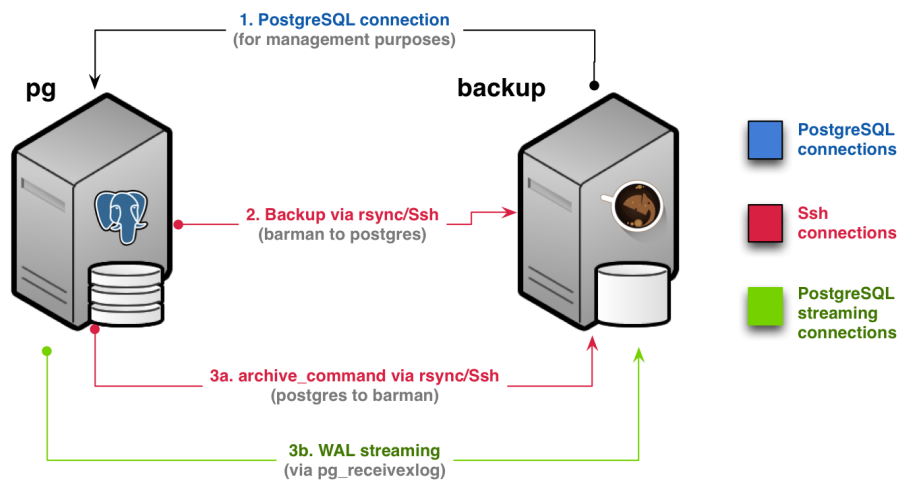 1. PostgreSQL connection
(for management purposes)
pg
backup
PostgreSQL
connections
2. Backup via rsync/Ssh
(barman to postgres)
Ssh
connections
PostgreSQL
streaming
connections
3a. archive_command via rsync/Ssh
(postgres to barman)
3b. WAL streaming
(via pg_receivexlog)